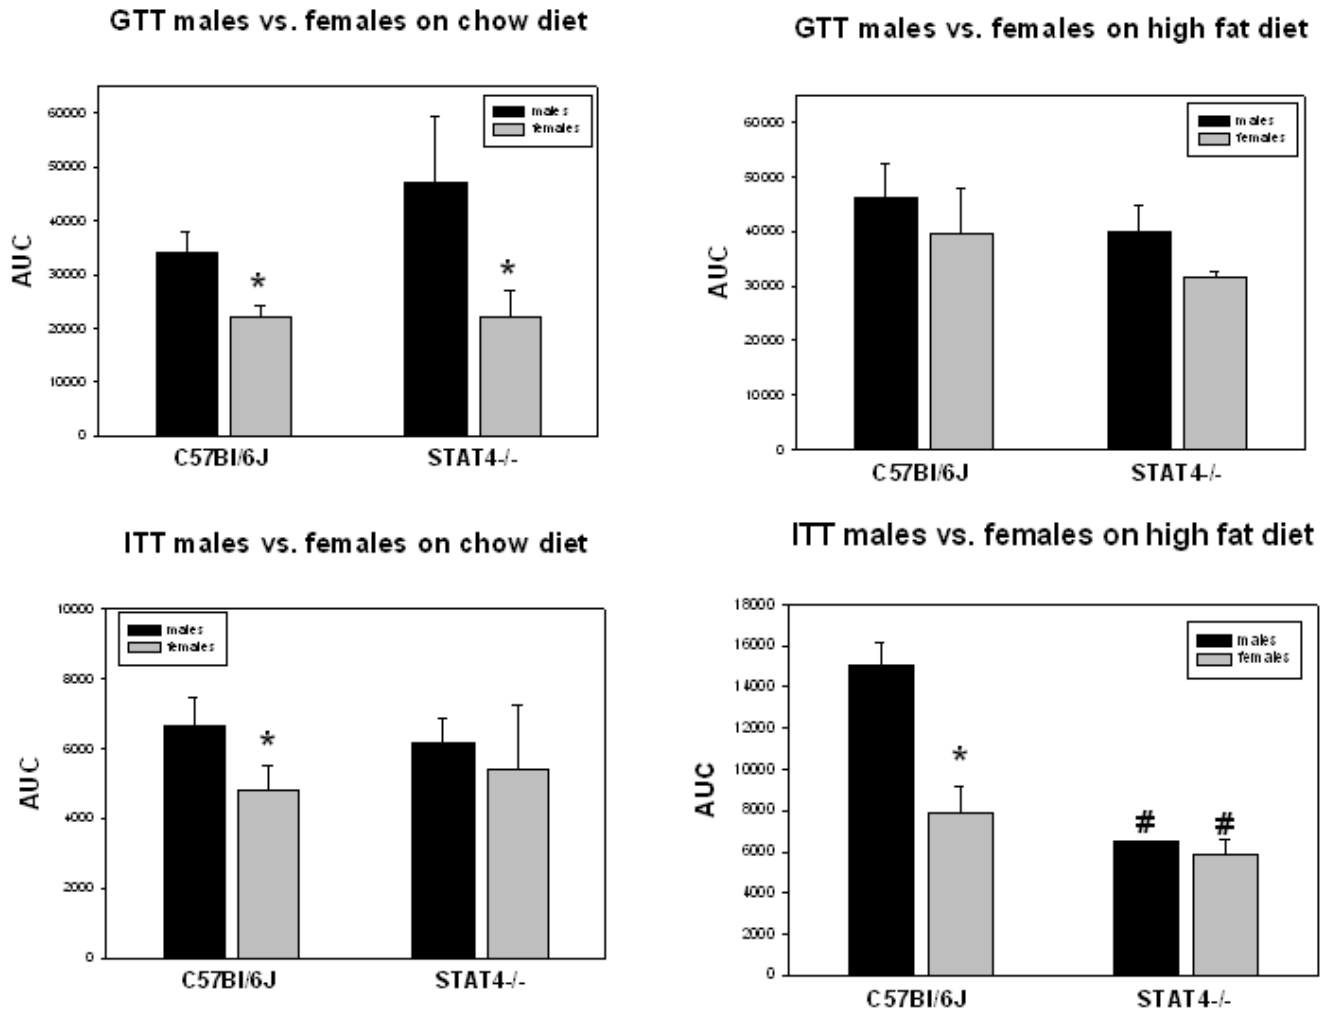 GTT males vs. females on chow diet
60000
50000
40000
30000
20000
10000
0
AUC
males
females
*
*
C57Bl/6J
STAT4-/-
GTT males vs. females on high fat diet
60000
50000
40000
30000
20000
10000
0
AUC
males
females
C57Bl/6J
STAT4-/-
ITT males vs. females on chow diet
10000
8000
6000
4000
2000
0
AUC
males
females
*
C57Bl/6J
STAT4-/-
ITT males vs. females on high fat diet
18000
16000
14000
12000
10000
8000
6000
4000
2000
0
AUC
males
females
*
#
#
C57Bl/6J
STAT4-/-